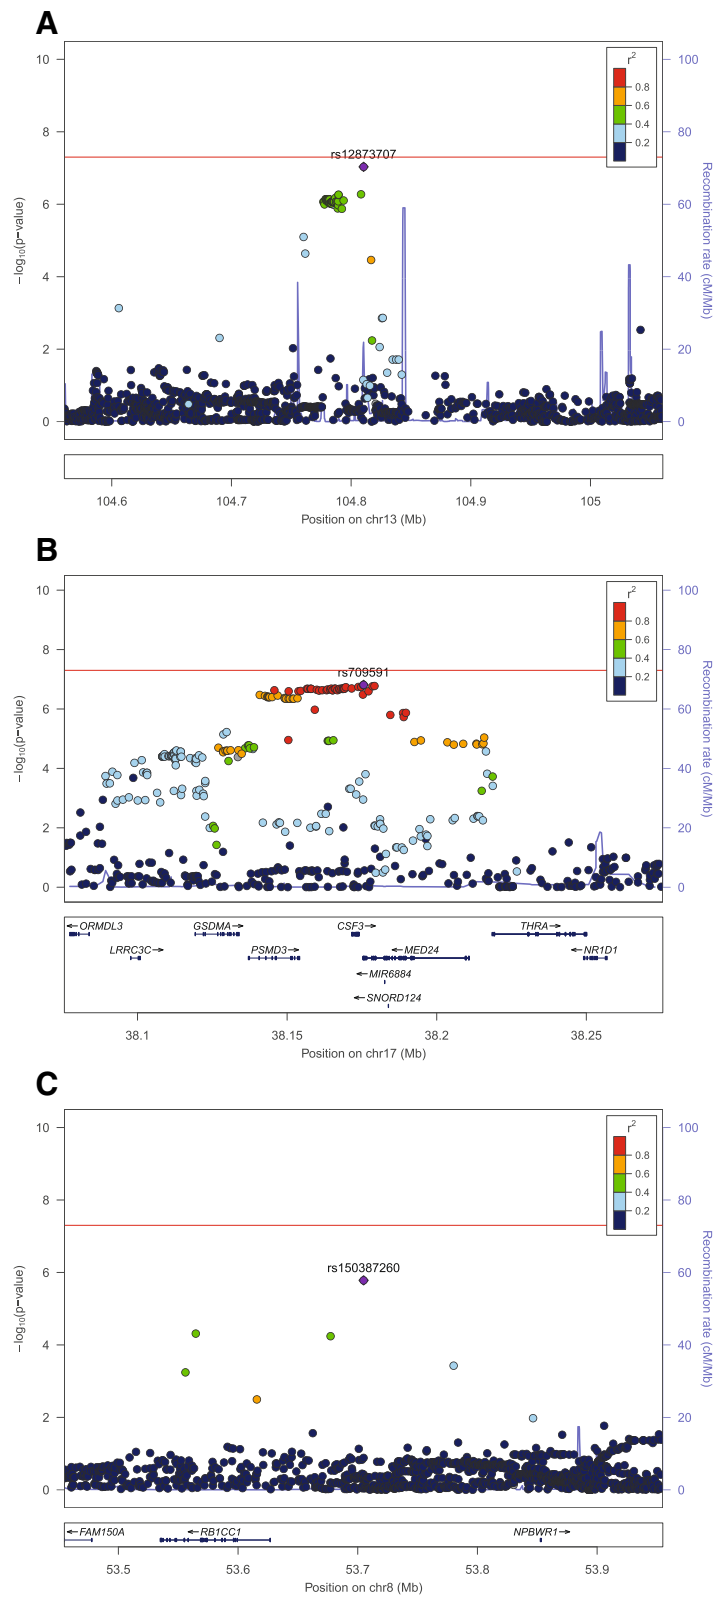 A
10
8
6
4
2
0
−log10(p−value)
100
80
60
40
20
0
Recombination rate (cM/Mb)
r2
0.8
0.6
0.4
0.2
rs12873707
104.6
104.7
104.8
104.9
105
Position on chr13 (Mb)
B
10
8
6
4
2
0
−log10(p−value)
100
80
60
40
20
0
Recombination rate (cM/Mb)
r2
0.8
0.6
0.4
0.2
rs709591
ORMDL3
GSDMA
CSF3
THRA
LRRC3C
PSMD3
MED24
NR1D1
MIR6884
SNORD124
38.1
38.15
38.2
38.25
Position on chr17 (Mb)
C
10
8
6
4
2
0
−log10(p−value)
100
80
60
40
20
0
Recombination rate (cM/Mb)
r2
0.8
0.6
0.4
0.2
rs150387260
FAM150A
RB1CC1
NPBWR1
53.5
53.6
53.7
53.8
53.9
Position on chr8 (Mb)